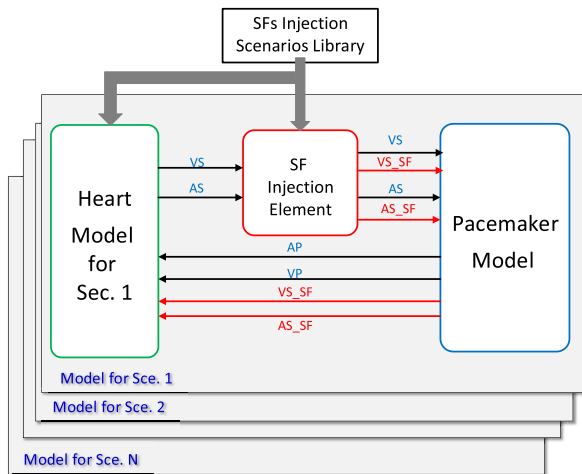 SFs Injection
Scenarios Library
Heart
Model
for
Sec. 1
VS
AS
SF
Injection
Element
VS
VS_SF
AS
AS_SF
Pacemaker
Model
AP
VP
VS_SF
AS_SF
Model for Sce. 1
Model for Sce. 2
Model for Sce. N